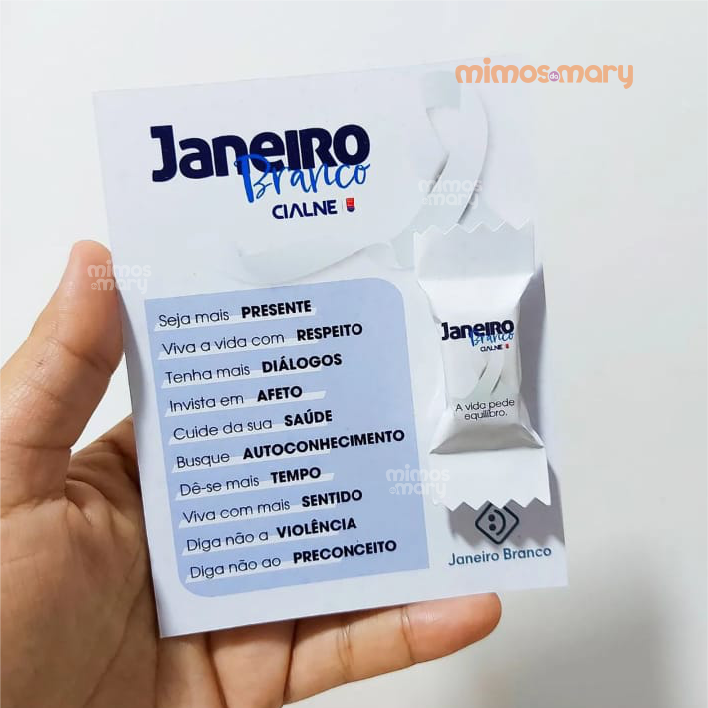 mimos da mary
Janeiro
Branco
CIALNE
mimos
da mary
mimos
da mary
Seja mais PRESENTE
Viva a vida com RESPEITO
Tenha mais DIÁLOGOS
Invista em AFETO
Cuide da sua SAÚDE
Busque AUTOCONHECIMENTO
Dê-se mais TEMPO
Viva com mais SENTIDO
Diga não a VIOLÊNCIA
Diga não ao PRECONCEITO
Janeiro
Branco
CIALNE
A vida pede
equilíbro.
mimos
da mary
Janeiro Branco